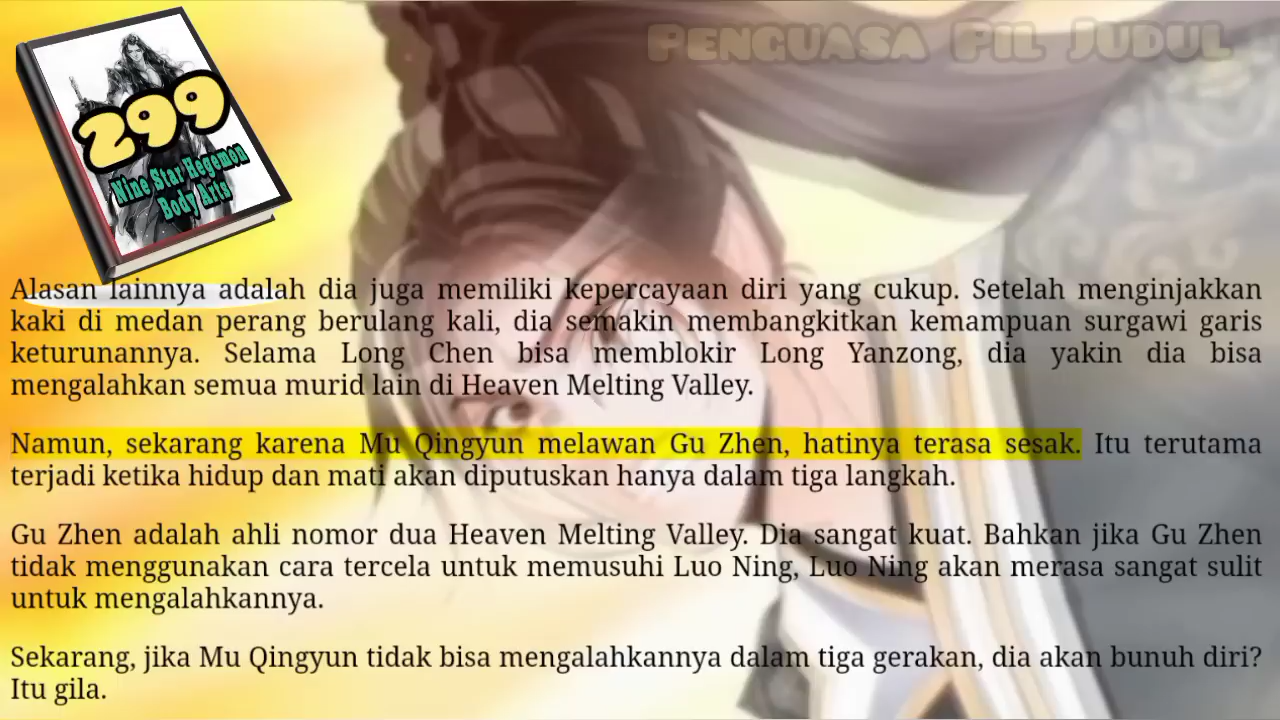 Penguasa Pil Judul
299
Nine Star Hegemon
Body Arts
Alasan lainnya adalah dia juga memiliki kepercayaan diri yang cukup. Setelah menginjakkan
kaki di medan perang berulang kali, dia semakin membangkitkan kemampuan surgawi garis
keturunannya. Selama Long Chen bisa memblokir Long Yanzong, dia yakin dia bisa
mengalahkan semua murid lain di Heaven Melting Valley.
Namun, sekarang karena Mu Qingyun melawan Gu Zhen, hatinya terasa sesak. Itu terutama
terjadi ketika hidup dan mati akan diputuskan hanya dalam tiga langkah.
Gu Zhen adalah ahli nomor dua Heaven Melting Valley. Dia sangat kuat. Bahkan jika Gu Zhen
tidak menggunakan cara tercela untuk memusuhi Luo Ning, Luo Ning akan merasa sangat sulit
untuk mengalahkannya.
Sekarang, jika Mu Qingyun tidak bisa mengalahkannya dalam tiga gerakan, dia akan bunuh diri?
Itu gila.